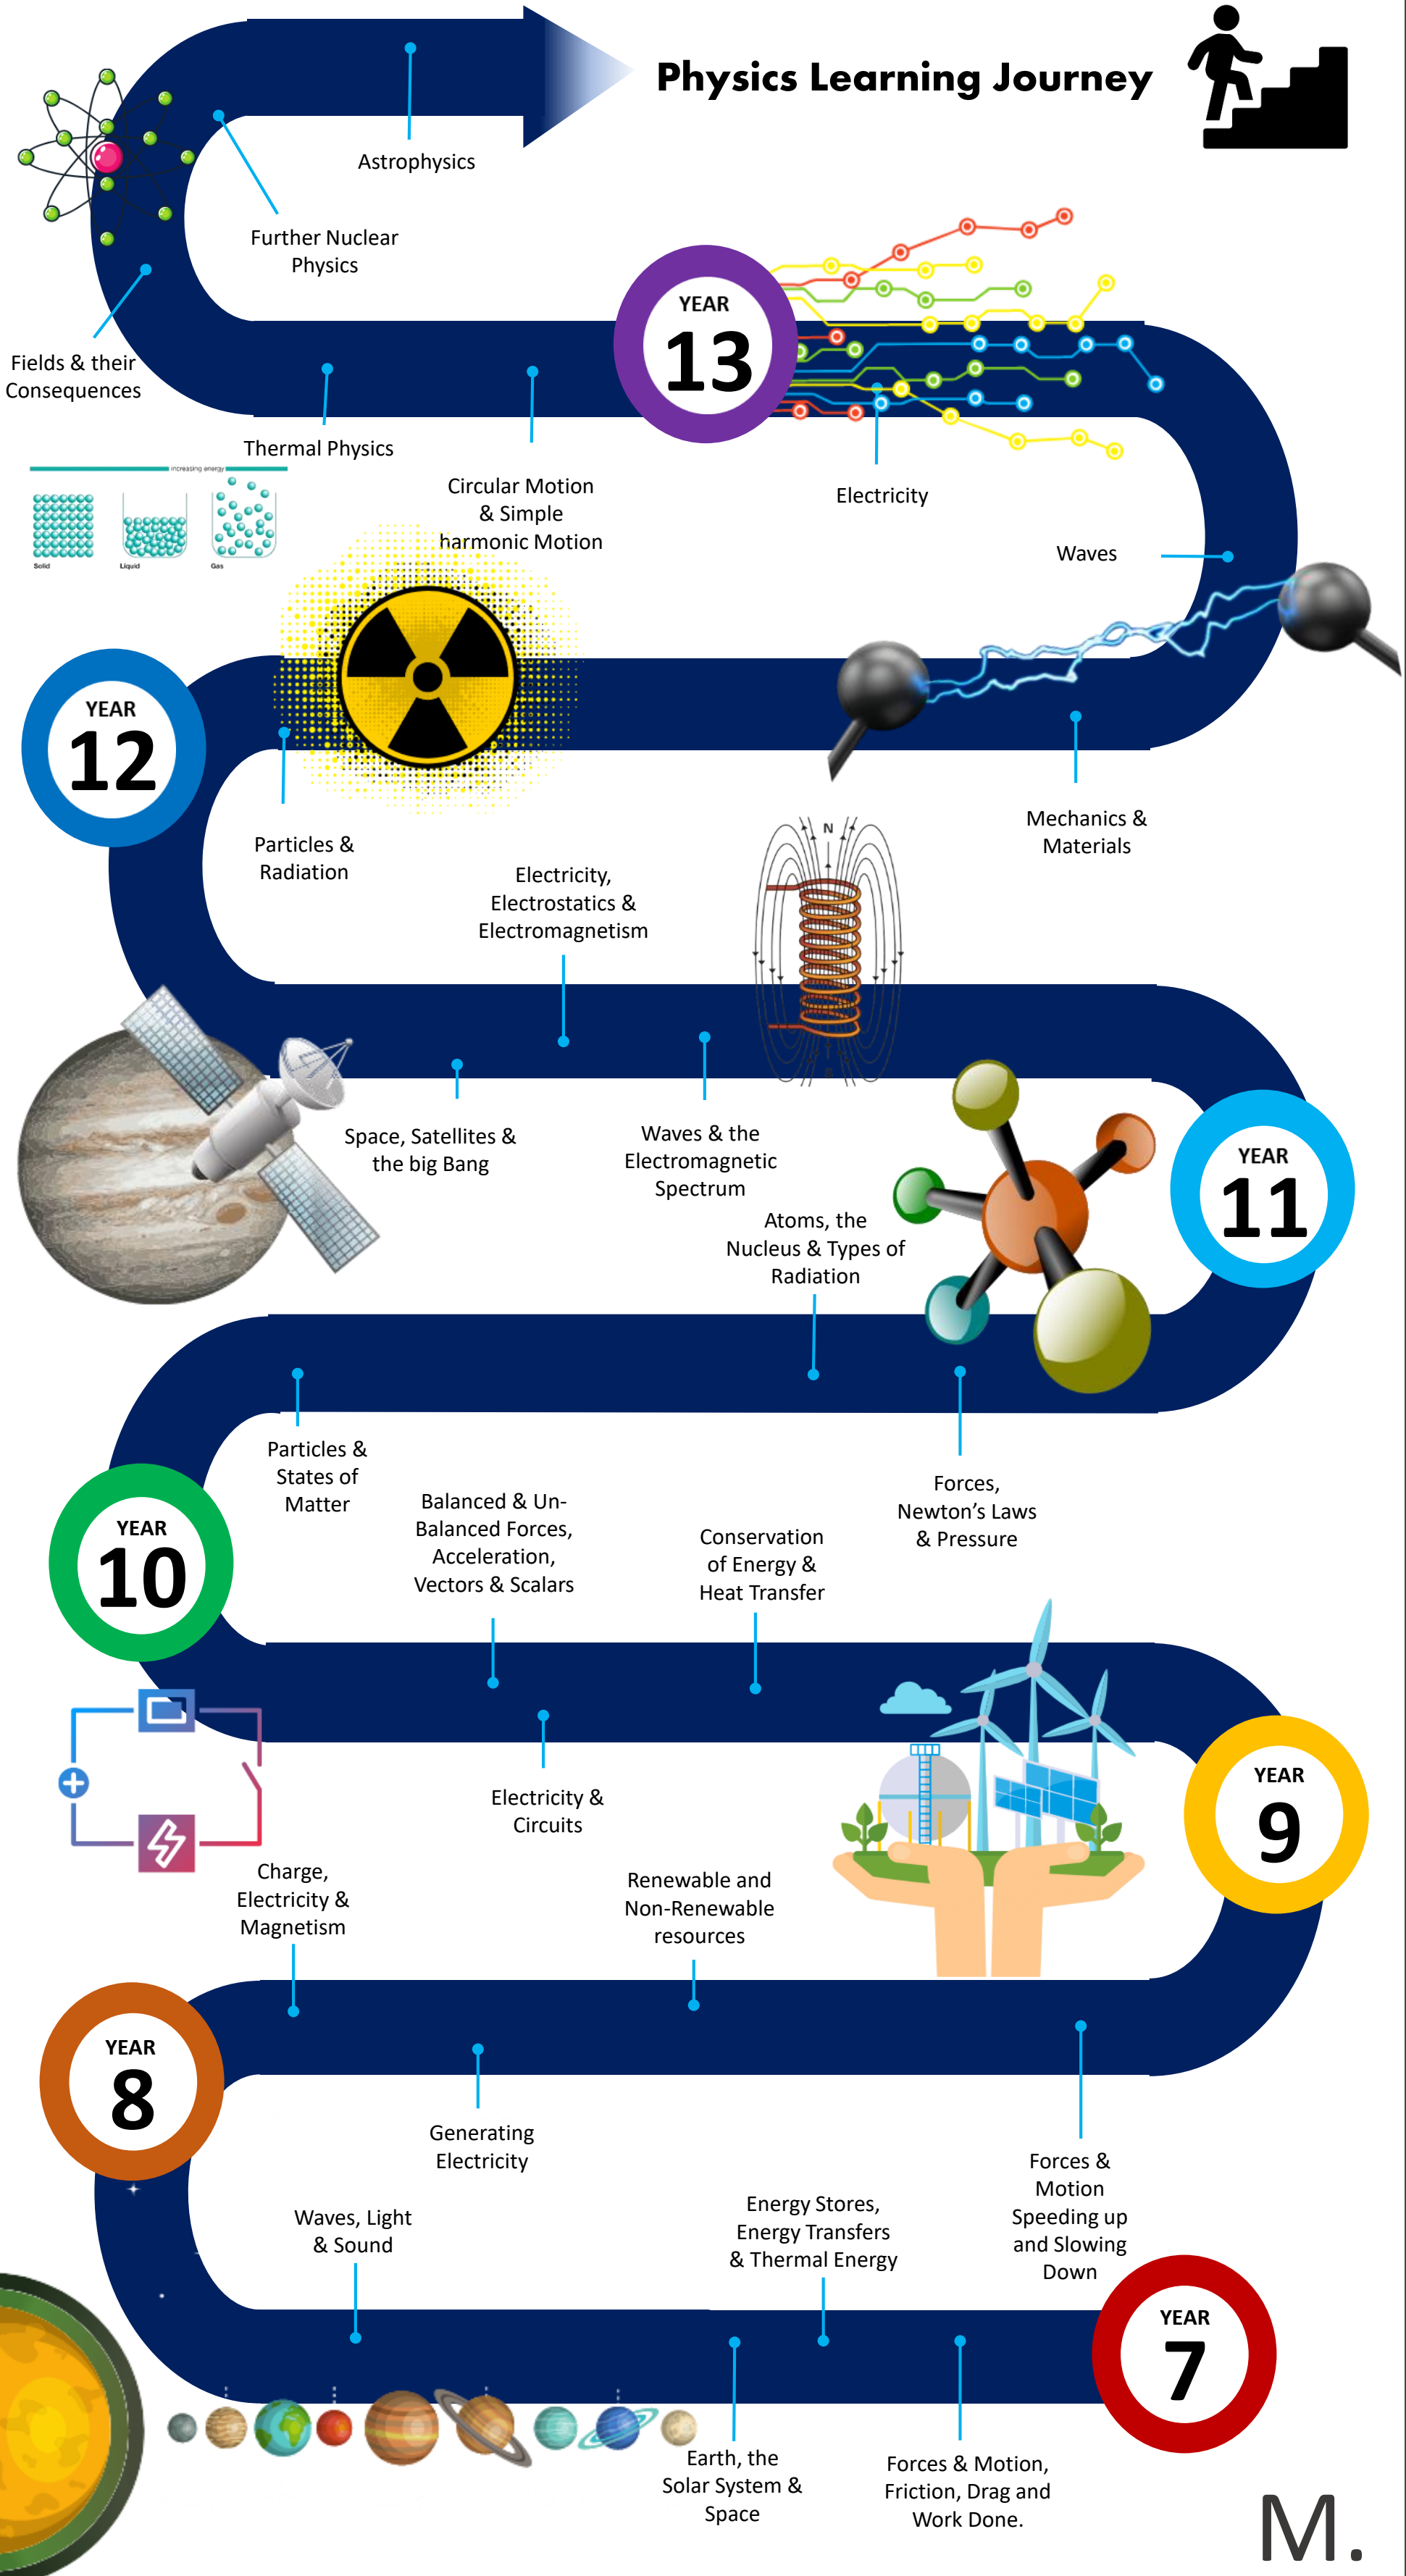 Physics Learning Journey
Astrophysics
Further Nuclear
Physics
YEAR
13
Fields & their
Consequences
Thermal Physics
increasing energy
Solid
Liquid
Gas
Circular Motion
& Simple
harmonic Motion
Electricity
Waves
YEAR
12
Particles &
Radiation
Mechanics &
Materials
Electricity,
Electrostatics &
Electromagnetism
N
S
Space, Satellites &
the big Bang
Waves & the
Electromagnetic
Spectrum
YEAR
11
Atoms, the
Nucleus & Types of
Radiation
Particles &
States of
Matter
Forces,
Newton's Laws
& Pressure
YEAR
10
Balanced & Un-
Balanced Forces,
Acceleration,
Vectors & Scalars
Conservation
of Energy &
Heat Transfer
Electricity &
Circuits
YEAR
9
Charge,
Electricity &
Magnetism
Renewable and
Non-Renewable
resources
YEAR
8
Generating
Electricity
Forces &
Motion
Speeding up
and Slowing
Down
Waves, Light
& Sound
Energy Stores,
Energy Transfers
& Thermal Energy
YEAR
7
Earth, the
Solar System &
Space
Forces & Motion,
Friction, Drag and
Work Done.
M.